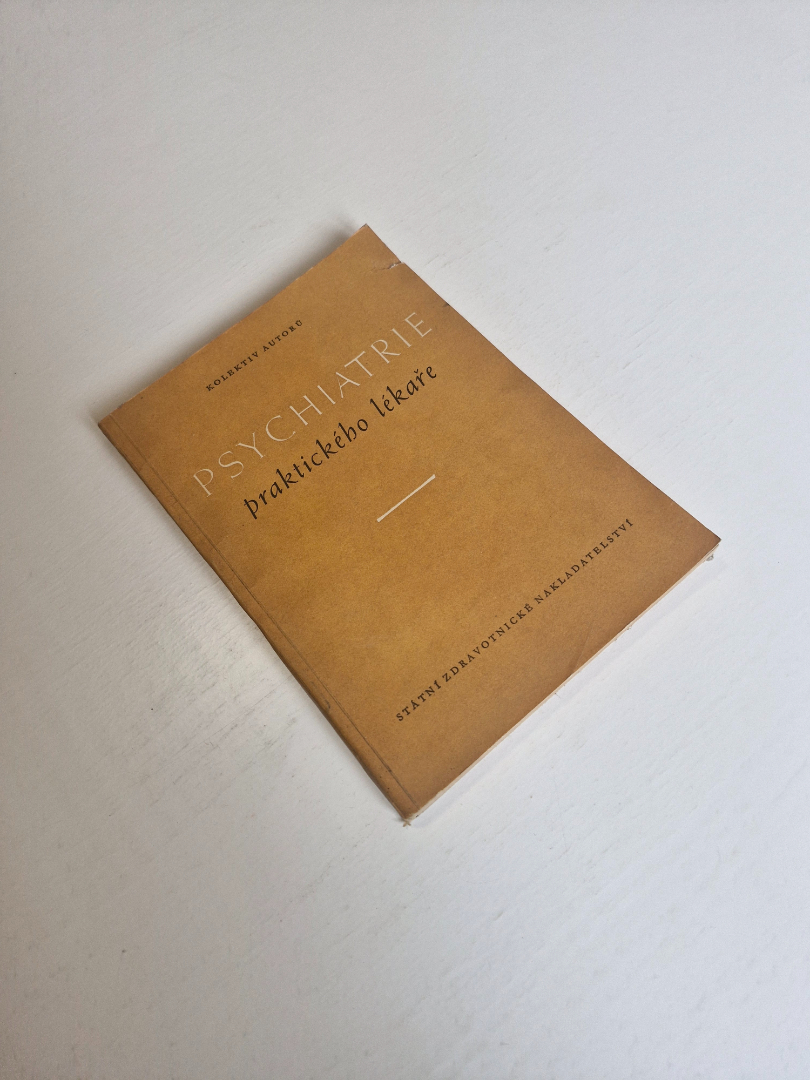 KOLEKTIV AUTORŮ
PSYCHIATRIE
praktického lékaře
STÁTNÍ ZDRAVOTNICKÉ NAKLADATELSTVÍ